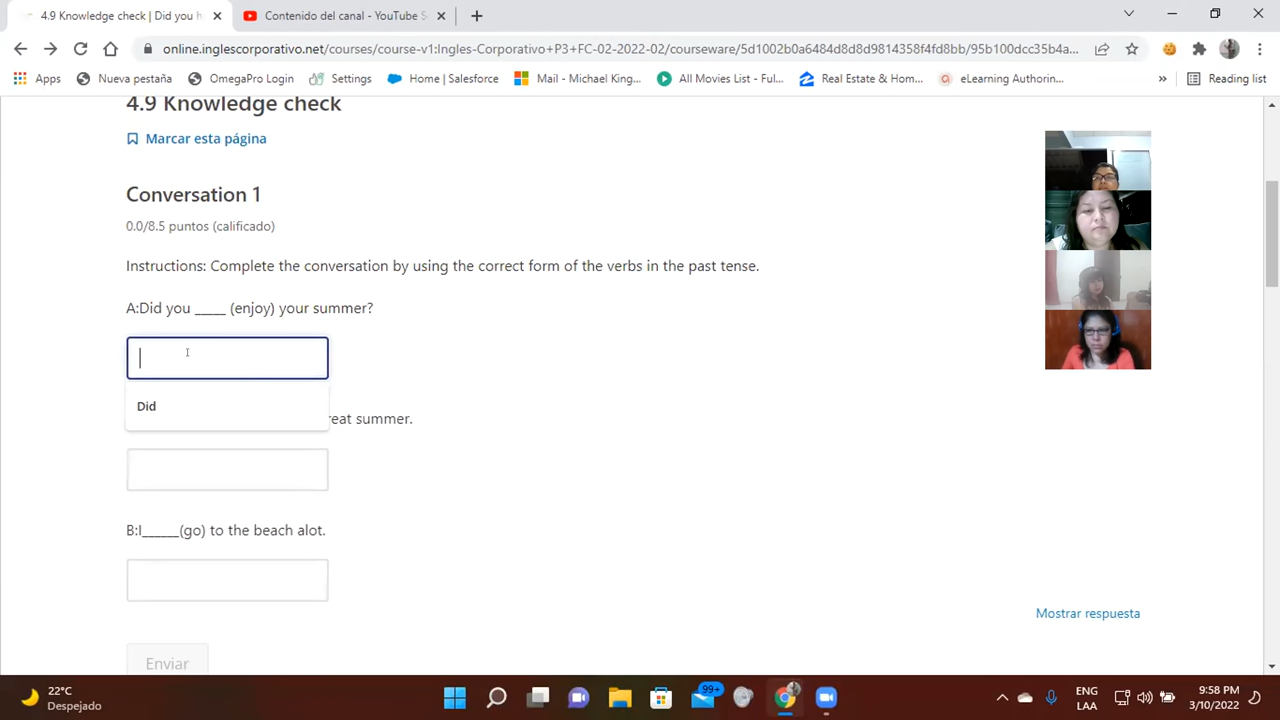 4.9 Knowledge check | Did you h
Contenido del canal - YouTube S
online.inglescorporativo.net/courses/course-v1:Ingles-Corporativo+P3+FC-02-2022-02/courseware/5d1002b0a6484d8d8d9814358f4fd8bb/95b100dcc35b4a...
Apps Nueva pestaña OmegaPro Login Settings Home | Salesforce Mail - Michael King... All Movies List - Ful... Real Estate & Hom... eLearning Authorin... » Reading list
4.9 Knowledge check
Marcar esta página
Conversation 1
0.0/8.5 puntos (calificado)
Instructions: Complete the conversation by using the correct form of the verbs in the past tense.
A:Did you _____ (enjoy) your summer?
Did
reat summer.
B:I______(go) to the beach alot.
Mostrar respuesta
Enviar
22°C
Despejado
99+
ENG
LAA
9:58 PM
3/10/2022